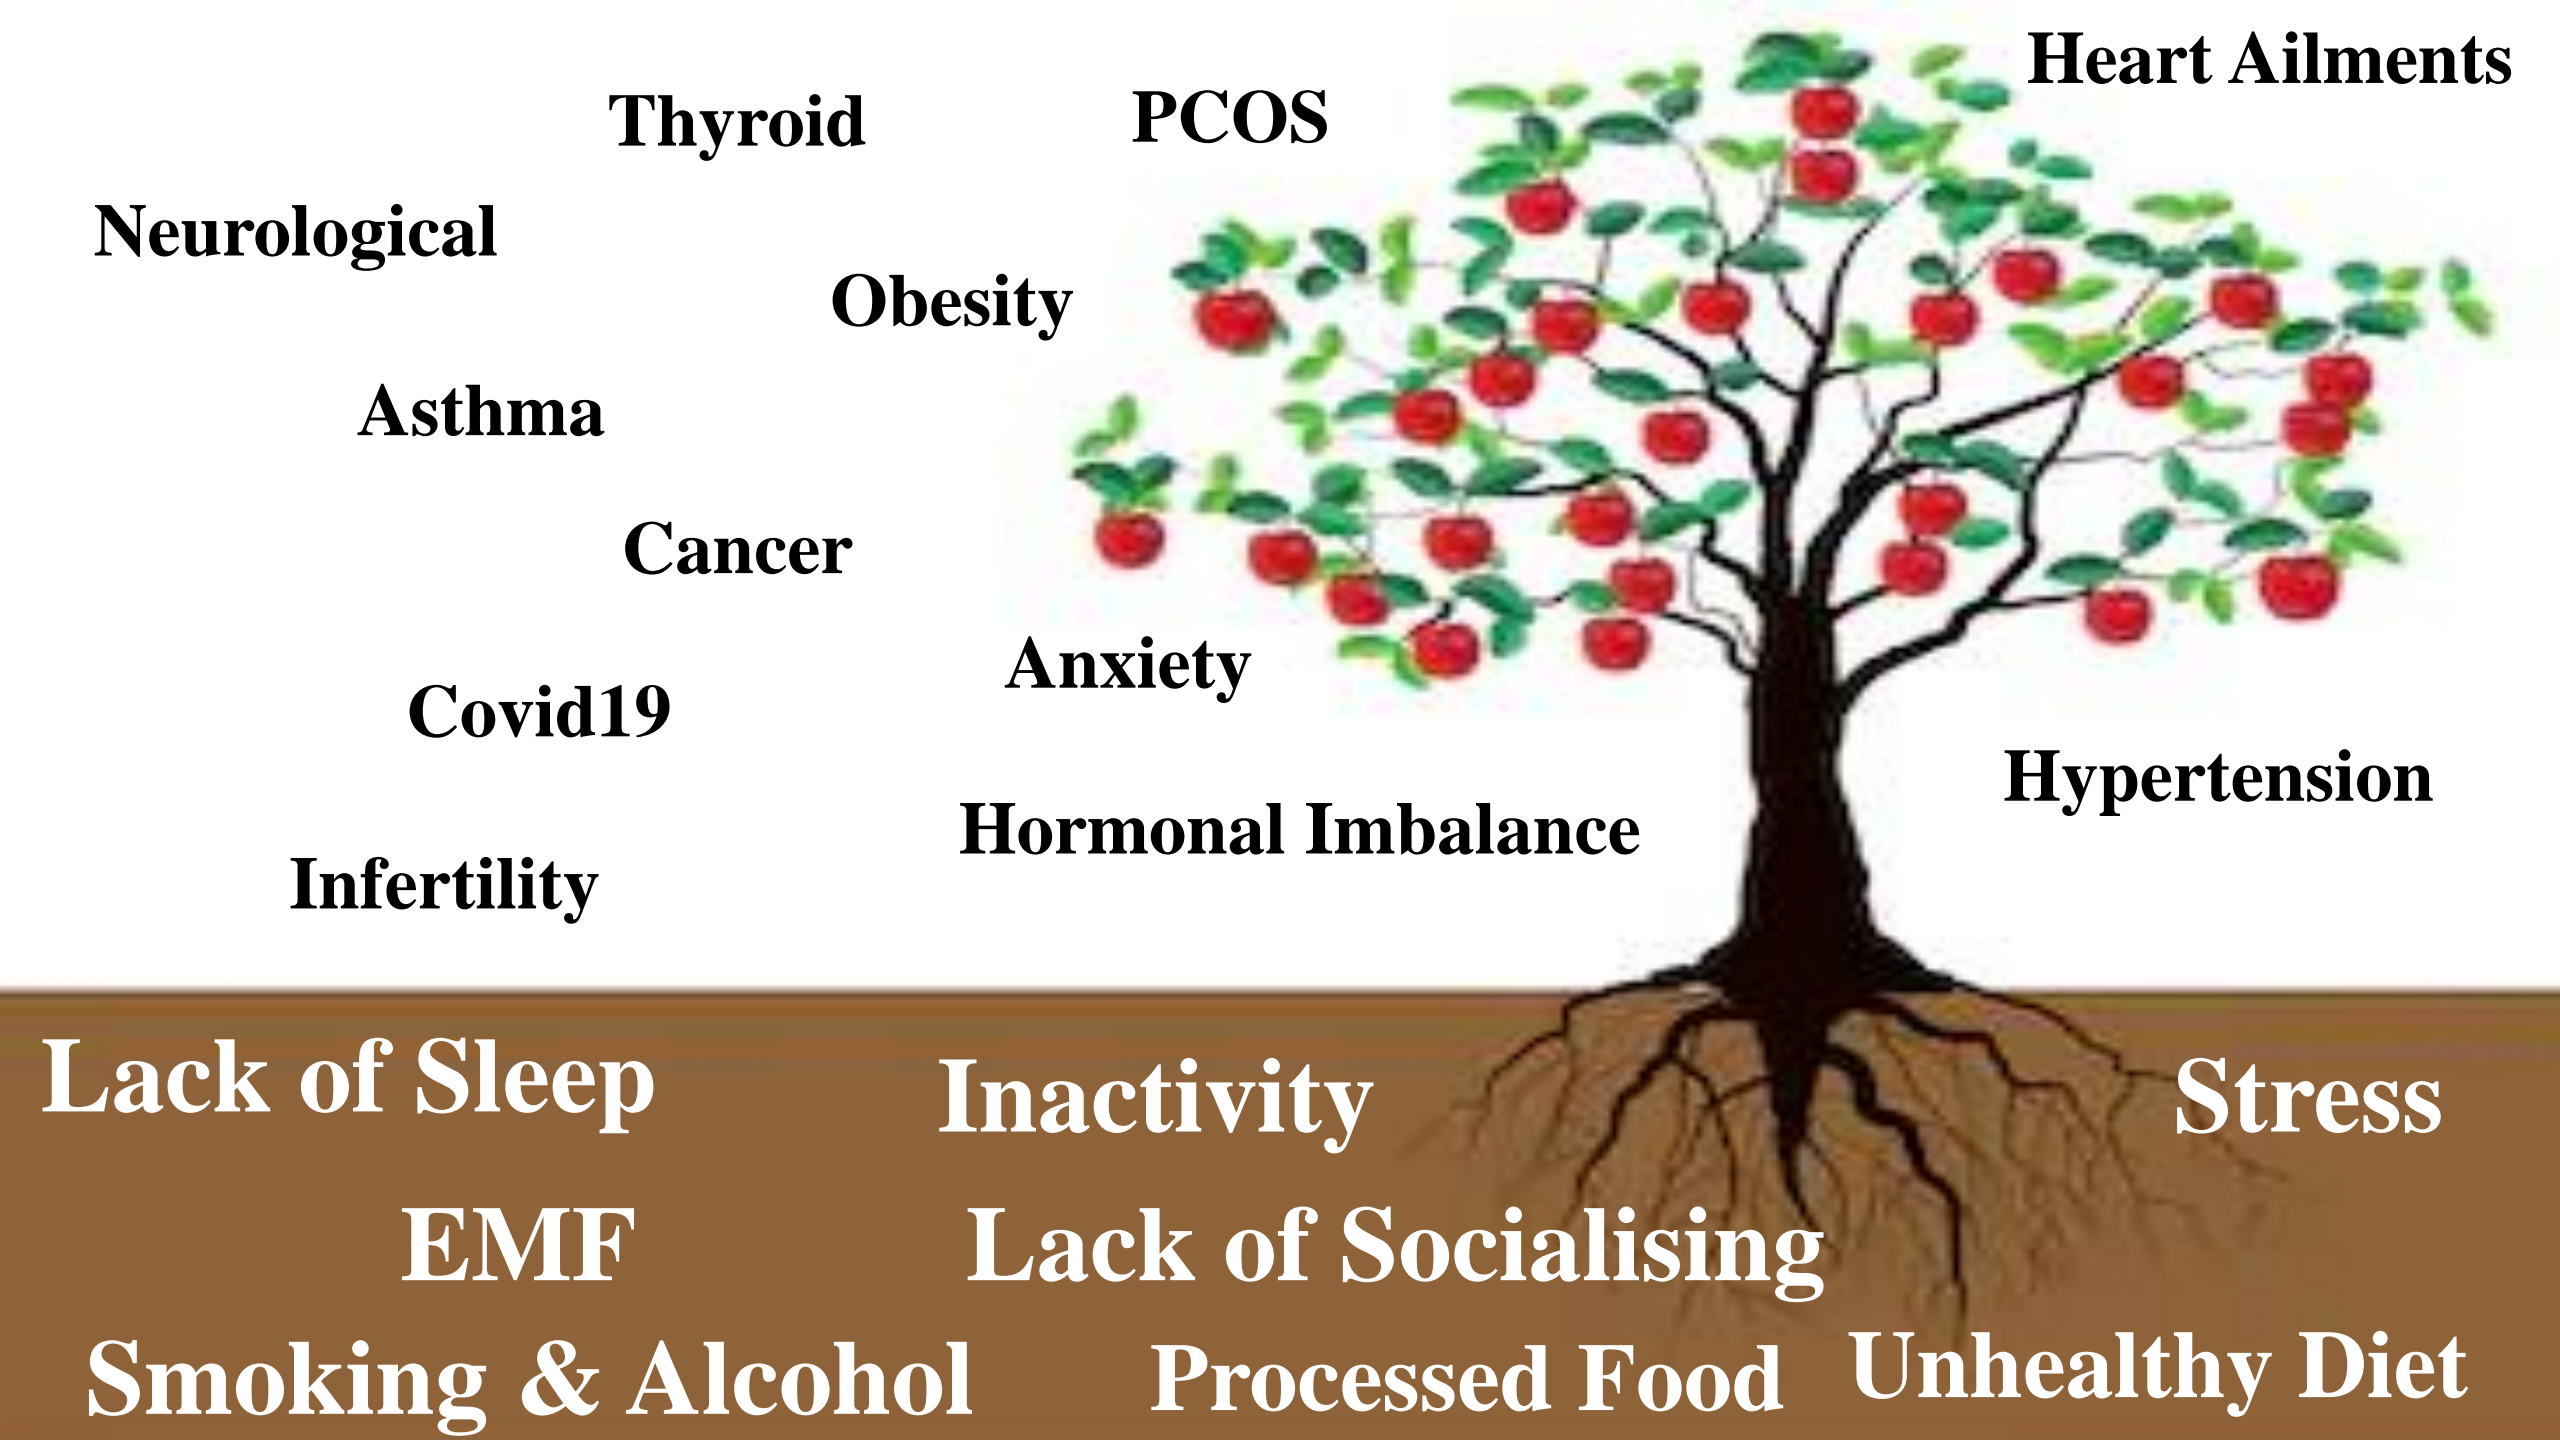 Heart Ailments
Thyroid
PCOS
Neurological
Obesity
Asthma
Cancer
Anxiety
Covid19
Hypertension
Hormonal Imbalance
Infertility
Lack of Sleep
Inactivity
Stress
EMF
Lack of Socialising
Smoking & Alcohol
Processed Food
Unhealthy Diet